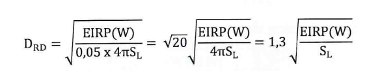 D_RD = √(EIRP(W) / 0,05 x 4πS_L) = √20 √(EIRP(W) / 4πS_L) = 1,3 √(EIRP(W) / S_L)